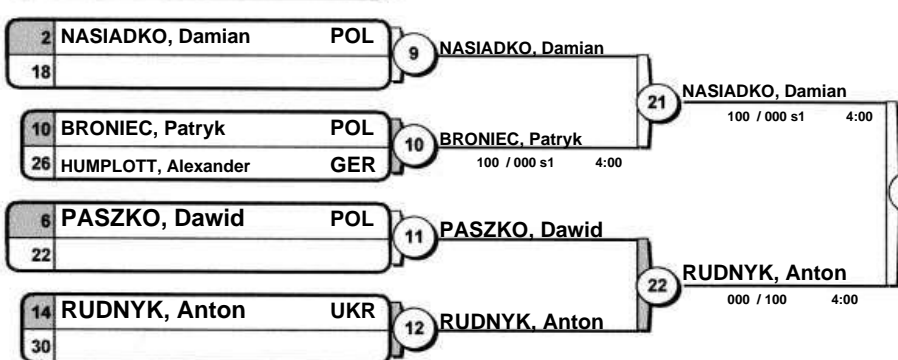 2 NASIADKO, Damian POL
18
9 NASIADKO, Damian
10 BRONIEC, Patryk POL
26 HUMPLOTT, Alexander GER
10 BRONIEC, Patryk
100 / 000 s1 4:00
21 NASIADKO, Damian
100 / 000 s1 4:00
6 PASZKO, Dawid POL
22
11 PASZKO, Dawid
14 RUDNYK, Anton UKR
30
12 RUDNYK, Anton
22 RUDNYK, Anton
000 / 100 4:00